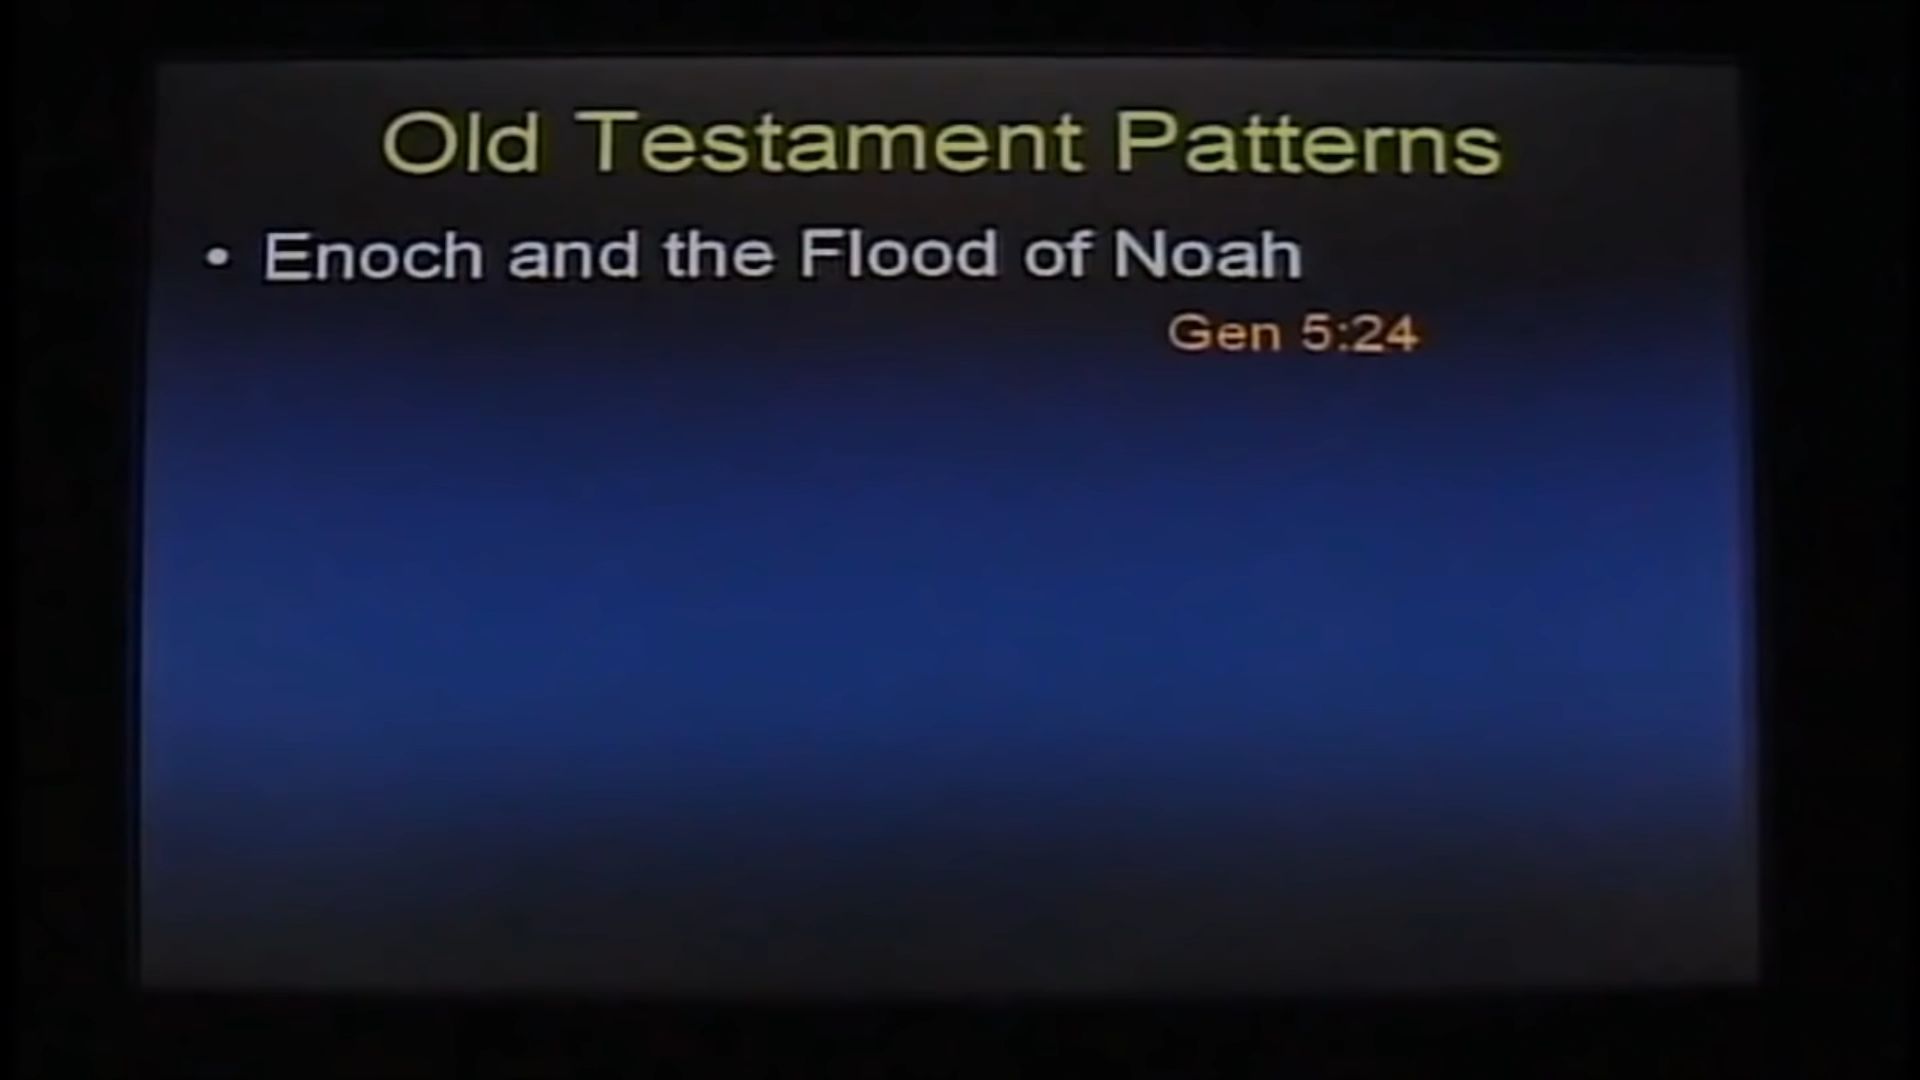 Old Testament Patterns
• Enoch and the Flood of Noah
Gen 5:24